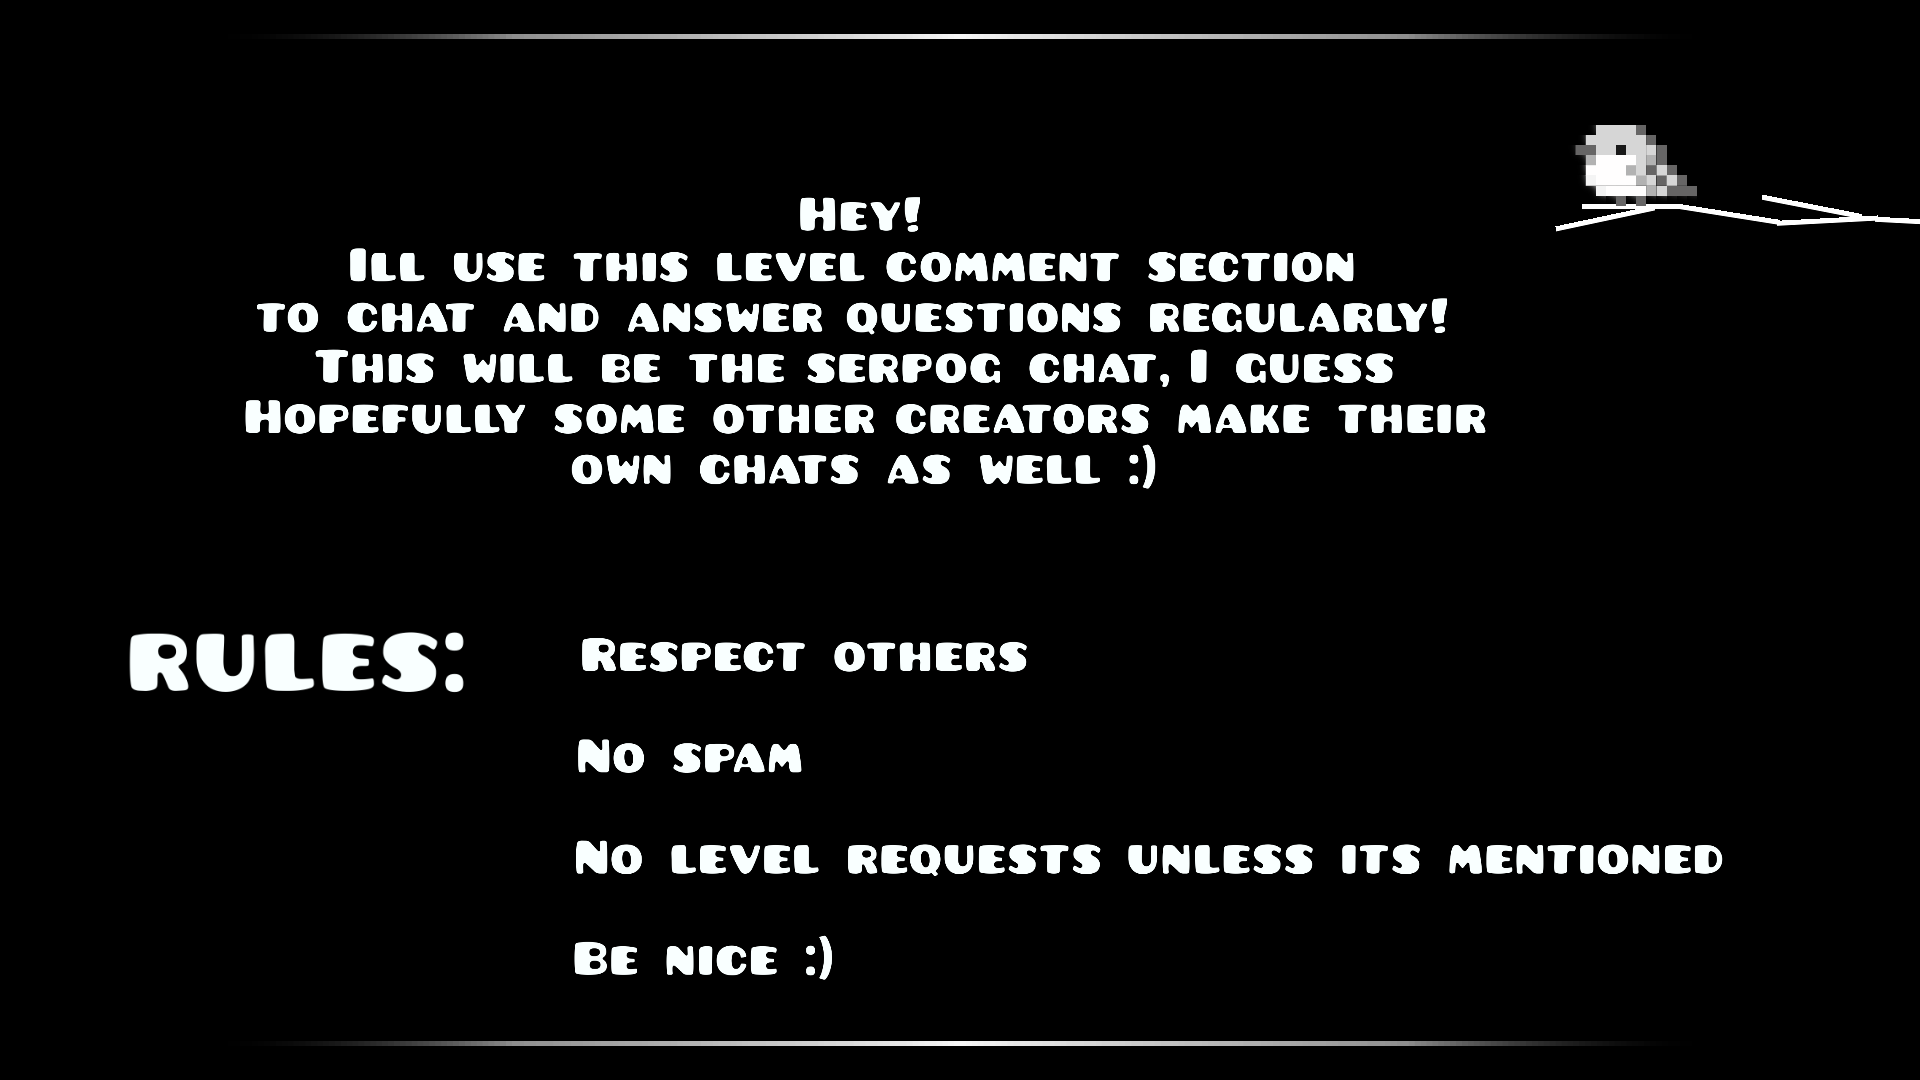 Hey!
Ill use this level comment section
to chat and answer questions regularly!
This will be the serpog chat, I guess
Hopefully some other creators make their
own chats as well :)
rules:
Respect others
No spam
No level requests unless its mentioned
Be nice :)